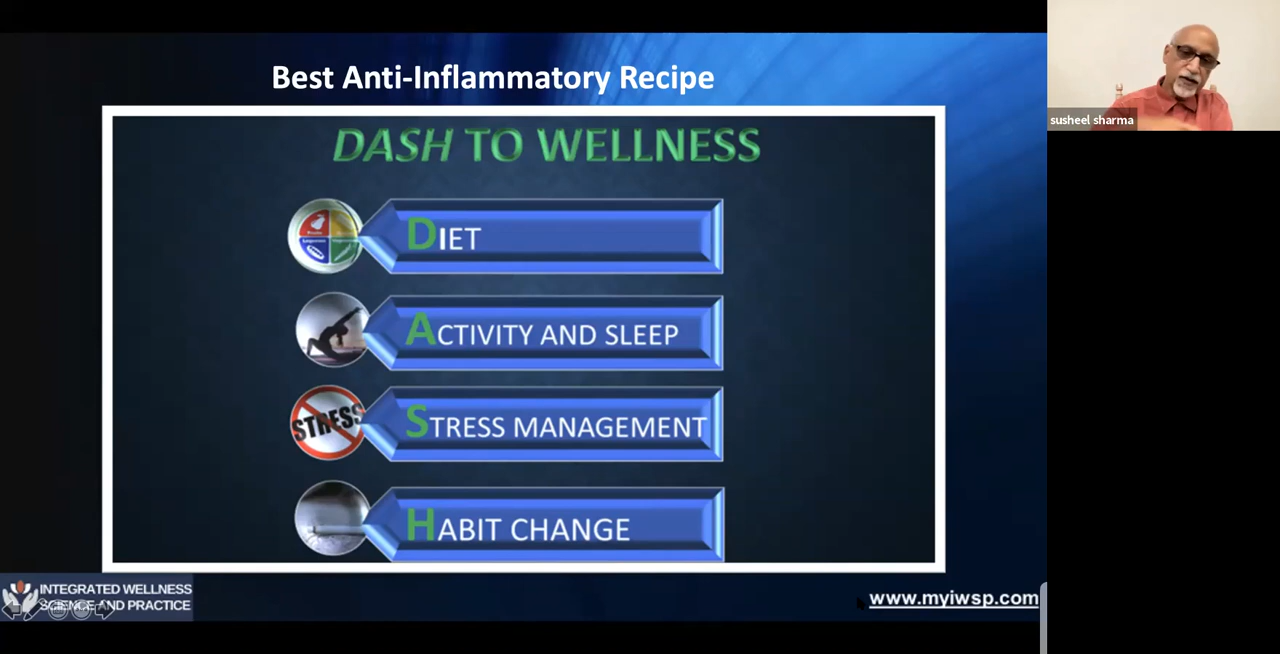 Best Anti-Inflammatory Recipe
DASH TO WELLNESS
DIET
ACTIVITY AND SLEEP
STRESS
STRESS MANAGEMENT
HABIT CHANGE
INTEGRATED WELLNESS
SCIENCE AND PRACTICE
www.myiwsp.com
susheel sharma